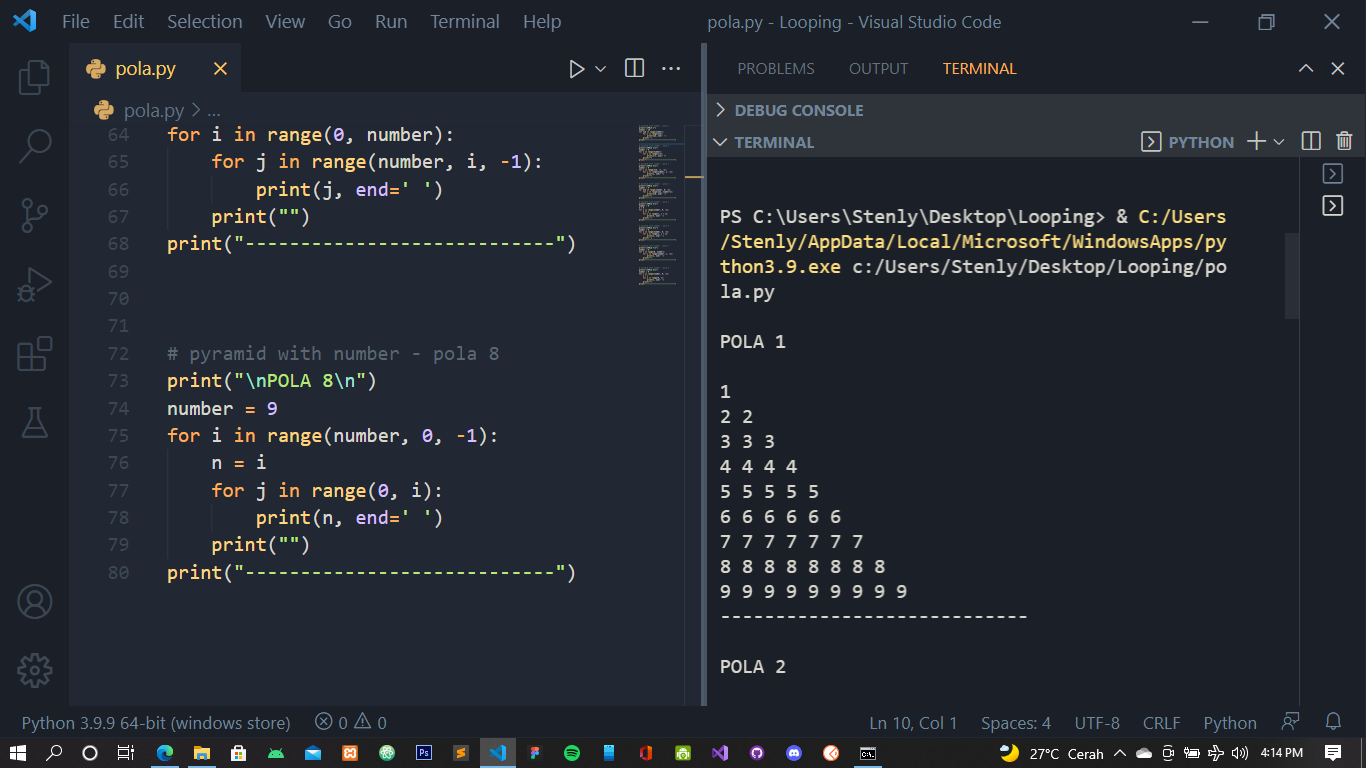 File Edit Selection View Go Run Terminal Help
pola.py - Looping - Visual Studio Code
pola.py
pola.py > ...
64 for i in range(0, number):
65     for j in range(number, i, -1):
66         print(j, end=' ')
67     print("")
68 print("----------------------------")
69
70
71
72 # pyramid with number - pola 8
73 print("\nPOLA 8\n")
74 number = 9
75 for i in range(number, 0, -1):
76     n = i
77     for j in range(0, i):
78         print(n, end=' ')
79     print("")
80 print("----------------------------")
PROBLEMS OUTPUT TERMINAL
DEBUG CONSOLE
TERMINAL
PYTHON
PS C:\Users\Stenly\Desktop\Looping> & C:/Users
/Stenly/AppData/Local/Microsoft/WindowsApps/py
thon3.9.exe c:/Users/Stenly/Desktop/Looping/po
la.py
POLA 1
1
2 2
3 3 3
4 4 4 4
5 5 5 5 5
6 6 6 6 6 6
7 7 7 7 7 7 7
8 8 8 8 8 8 8 8
9 9 9 9 9 9 9 9 9
----------------------------
POLA 2
Python 3.9.9 64-bit (windows store) 0 0 Ln 10, Col 1 Spaces: 4 UTF-8 CRLF Python
Ps 27°C Cerah 4:14 PM